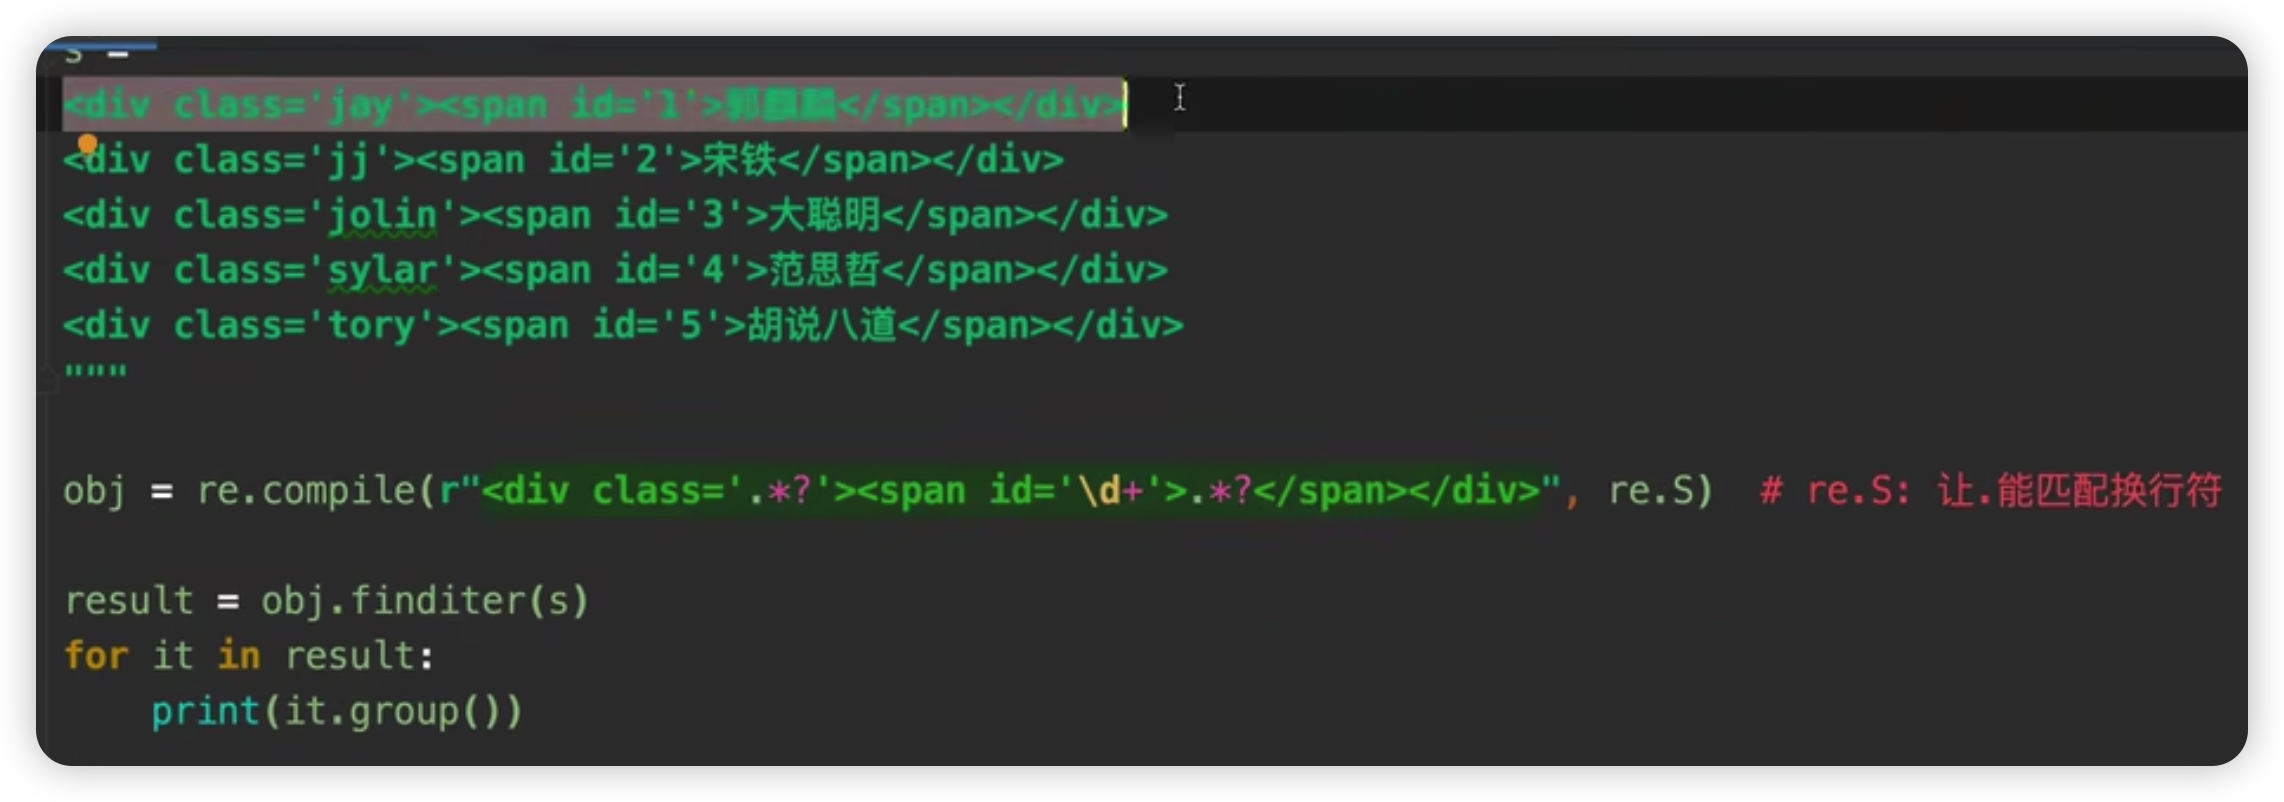 s =
<div class='jay'><span id='1'>郭麒麟</span></div>
<div class='jj'><span id='2'>宋铁</span></div>
<div class='jolin'><span id='3'>大聪明</span></div>
<div class='sylar'><span id='4'>范思哲</span></div>
<div class='tory'><span id='5'>胡说八道</span></div>
"""
obj = re.compile(r"<div class='.*?'><span id='\d+'>.*?</span></div>", re.S)  # re.S: 让.能匹配换行符
result = obj.finditer(s)
for it in result:
    print(it.group())